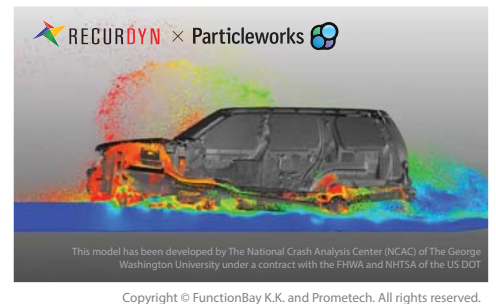 RECURDYN × Particleworks
This model has been developed by The National Crash Analysis Center (NCAC) of The George
Washington University under a contract with the FHWA and NHTSA of the US DOT
Copyright © FunctionBay K.K. and Prometech. All rights reserved.